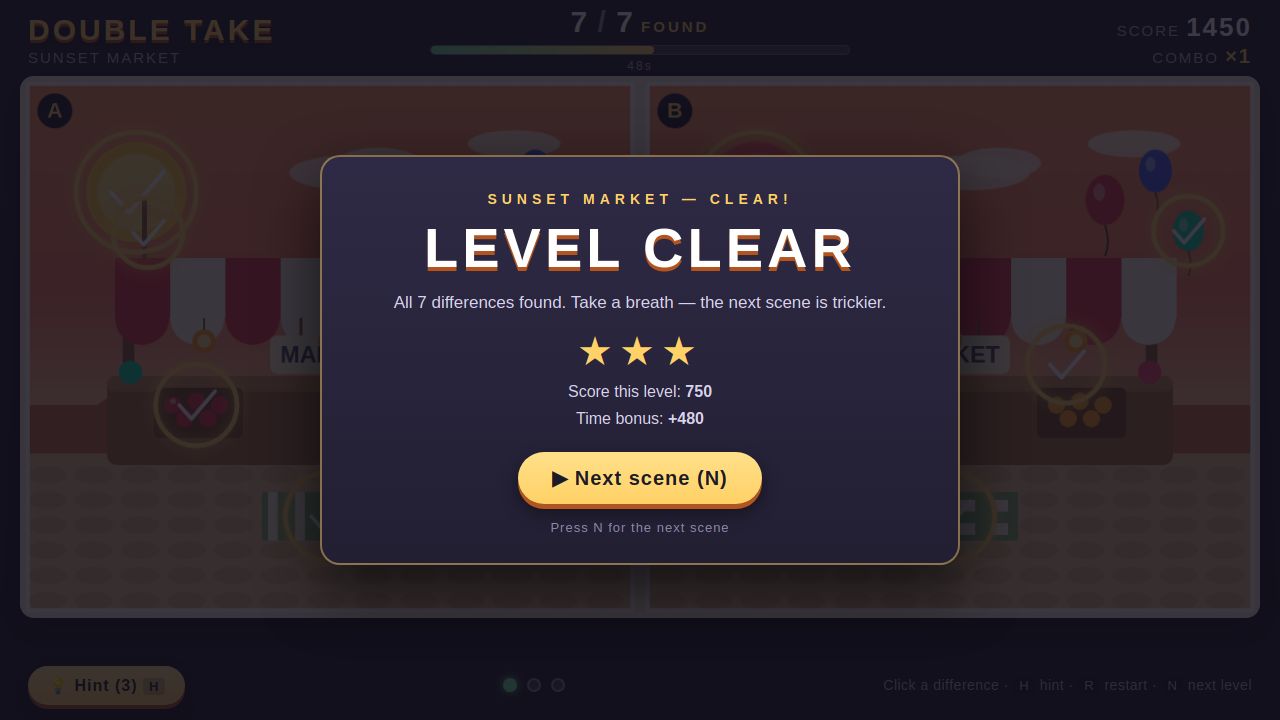 DOUBLE TAKE
SUNSET MARKET
7 / 7 FOUND
48s
SCORE 1450
COMBO ×1
A
B
SUNSET MARKET — CLEAR!
LEVEL CLEAR
All 7 differences found. Take a breath — the next scene is trickier.
★ ★ ★
Score this level: 750
Time bonus: +480
▶ Next scene (N)
Press N for the next scene
💡 Hint (3) H
Click a difference · H hint · R restart · N next level